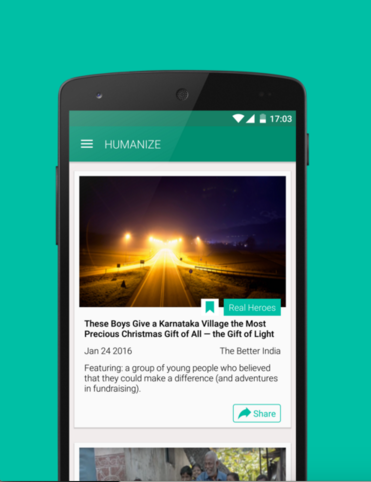 17:03
HUMANIZE
Real Heroes
These Boys Give a Karnataka Village the Most
Precious Christmas Gift of All — the Gift of Light
Jan 24 2016 The Better India
Featuring: a group of young people who believed
that they could make a difference (and adventures
in fundraising).
Share